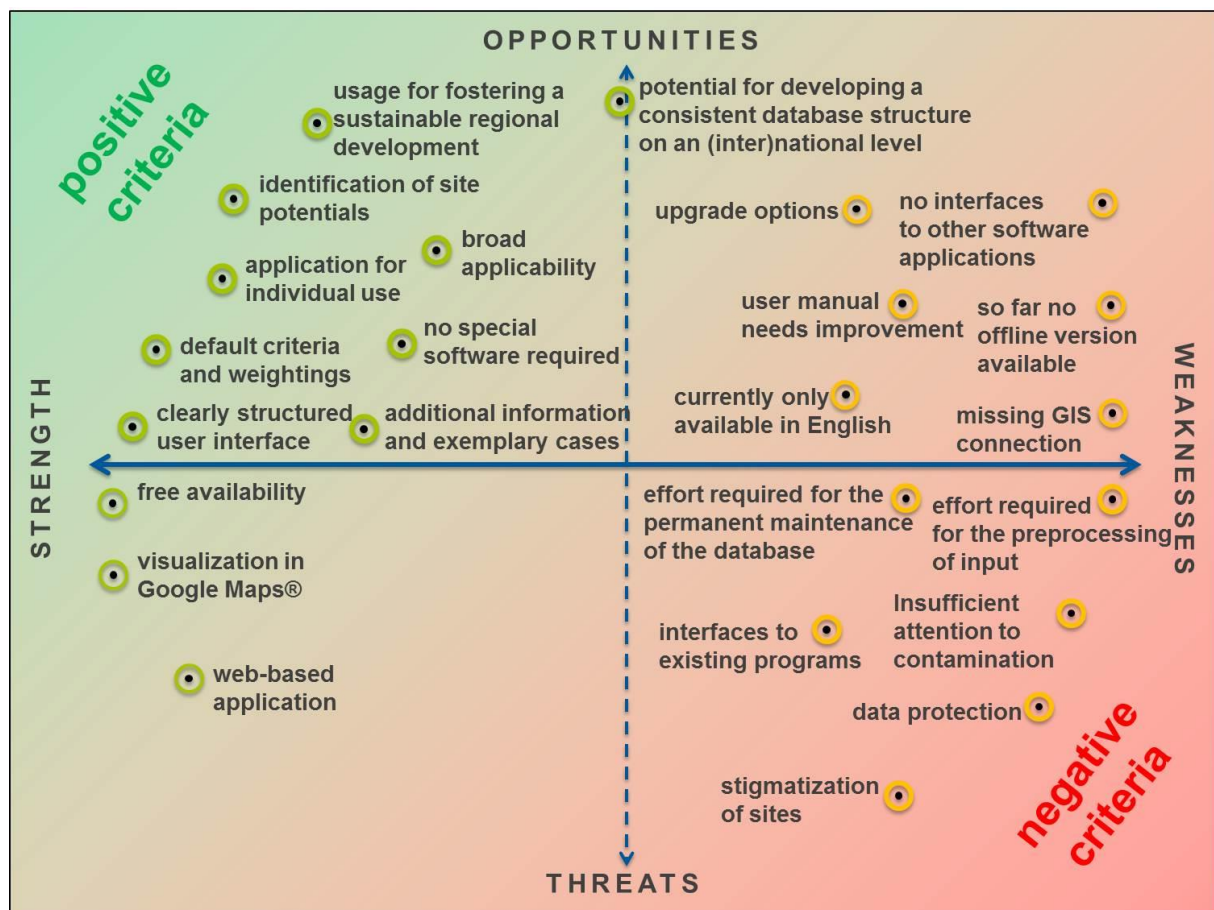 OPPORTUNITIES
positive
criteria
usage for fostering a
sustainable regional
development
potential for developing a
consistent database structure
on an (inter)national level
identification of site
potentials
upgrade options
no interfaces
to other software
applications
broad
applicability
application for
individual use
user manual
needs improvement
so far no
offline version
available
no special
software required
default criteria
and weightings
currently only
available in English
missing GIS
connection
clearly structured
user interface
additional information
and exemplary cases
STRENGTH
WEAKNESSES
free availability
effort required for the
permanent maintenance
of the database
effort required
for the preprocessing
of input
visualization in
Google Maps®
interfaces to
existing programs
Insufficient
attention to
contamination
web-based
application
data protection
stigmatization
of sites
negative
criteria
THREATS